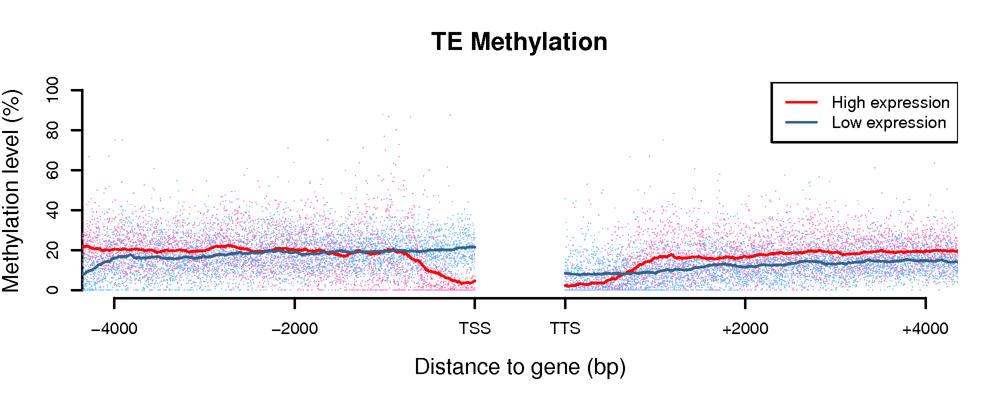 TE Methylation
Methylation level (%)
100
80
60
40
20
0
High expression
Low expression
−4000
−2000
TSS
TTS
+2000
+4000
Distance to gene (bp)